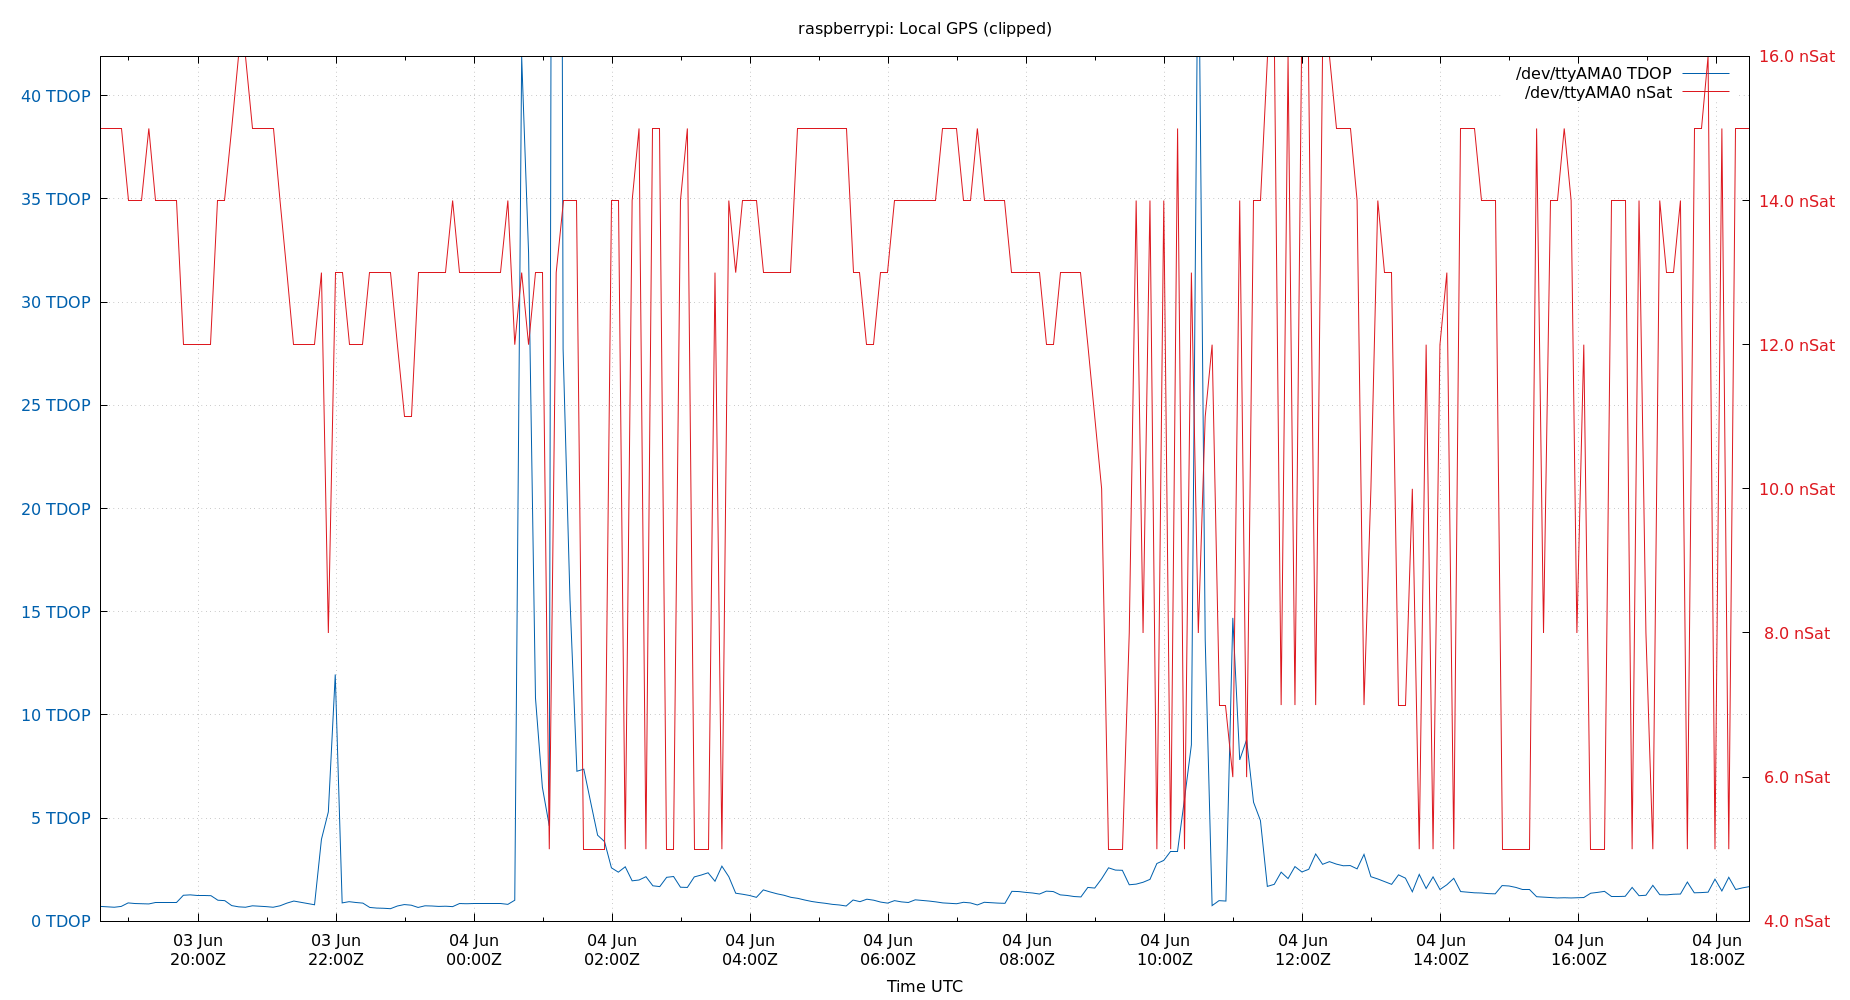 raspberrypi: Local GPS (clipped)
/dev/ttyAMA0 TDOP
/dev/ttyAMA0 nSat
40 TDOP
35 TDOP
30 TDOP
25 TDOP
20 TDOP
15 TDOP
10 TDOP
5 TDOP
0 TDOP
16.0 nSat
14.0 nSat
12.0 nSat
10.0 nSat
8.0 nSat
6.0 nSat
4.0 nSat
03 Jun
20:00Z
03 Jun
22:00Z
04 Jun
00:00Z
04 Jun
02:00Z
04 Jun
04:00Z
04 Jun
06:00Z
04 Jun
08:00Z
04 Jun
10:00Z
04 Jun
12:00Z
04 Jun
14:00Z
04 Jun
16:00Z
04 Jun
18:00Z
Time UTC